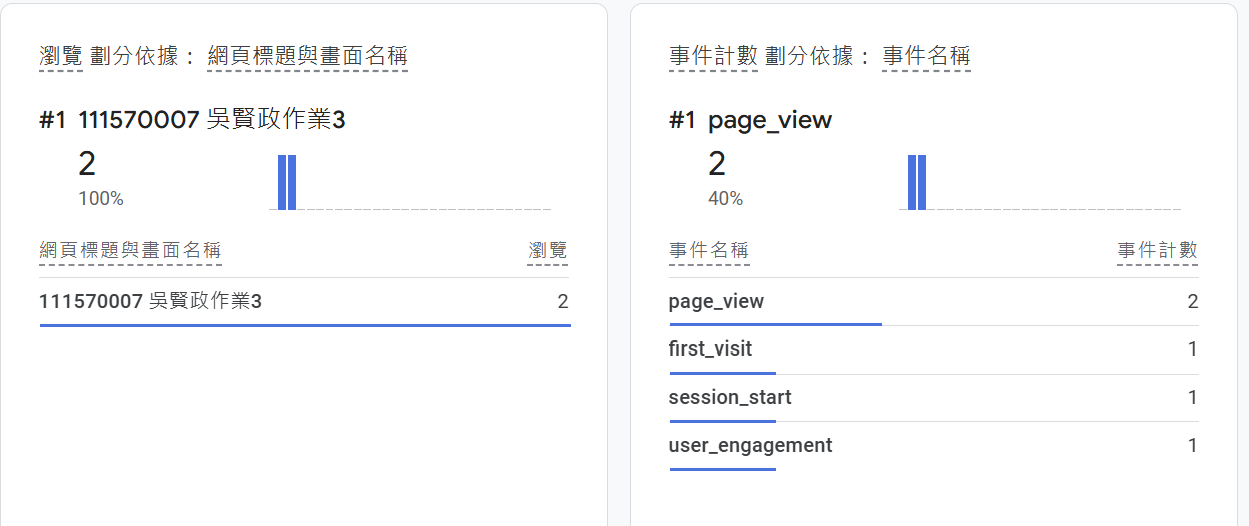 瀏覽 劃分依據： 網頁標題與畫面名稱
#1 111570007 吳賢政作業3
2
100%
網頁標題與畫面名稱 瀏覽
111570007 吳賢政作業3 2
事件計數 劃分依據： 事件名稱
#1 page_view
2
40%
事件名稱 事件計數
page_view 2
first_visit 1
session_start 1
user_engagement 1